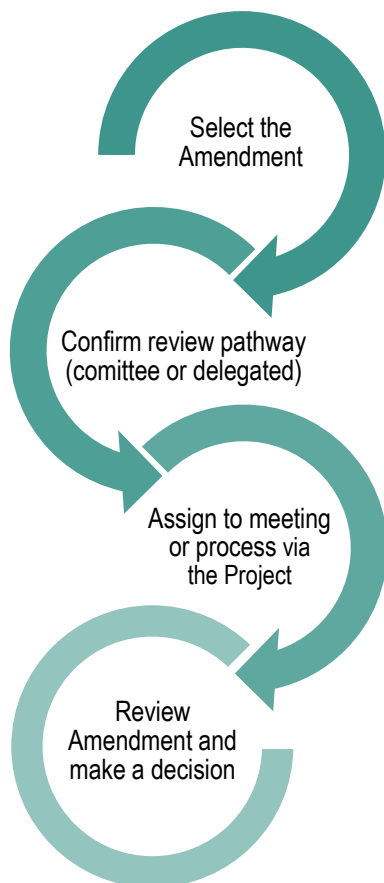 Select the
Amendment
Confirm review pathway
(comittee or delegated)
Assign to meeting
or process via
the Project
Review
Amendment and
make a decision